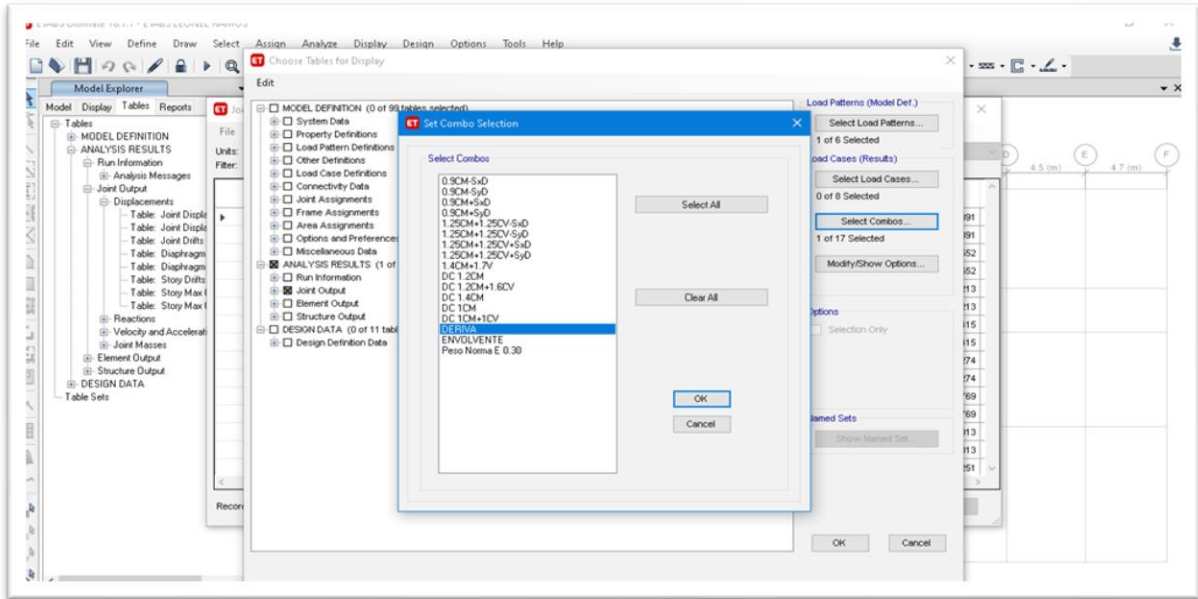 File Edit View Define Draw Select Assign Analyze Display Design Options Tools Help
Model Explorer
Model Display Tables Reports
Tables
MODEL DEFINITION
ANALYSIS RESULTS
Run Information
Analysis Messages
Joint Output
Displacements
Table: Joint Displa
Table: Joint Displa
Table: Joint Drifts
Table: Diaphragm
Table: Diaphragm
Table: Story Drifts
Table: Story Max
Table: Story Max
Reactions
Velocity and Accelerati
Joint Masses
Element Output
Structure Output
DESIGN DATA
Table Sets
File
Units:
Filter:
Record
Choose Tables for Display
Edit
MODEL DEFINITION (0 of 99 tables selected)
System Data
Property Definitions
Load Pattern Definitions
Other Definitions
Load Case Definitions
Connectivity Data
Joint Assignments
Frame Assignments
Area Assignments
Options and Preferences
Miscellaneous Data
ANALYSIS RESULTS (1 of
Run Information
Joint Output
Element Output
Structure Output
DESIGN DATA (0 of 11 tabl
Design Definition Data
Set Combo Selection
Select Combos
0.9CM-SxD
0.9CM-SyD
0.9CM+SxD
0.9CM+SyD
1.25CM+1.25CV-SxD
1.25CM+1.25CV-SyD
1.25CM+1.25CV+SxD
1.25CM+1.25CV+SyD
1.4CM+1.7V
DC 1.2CM
DC 1.2CM+1.6CV
DC 1.4CM
DC 1CM
DC 1CM+1CV
DERIVA
ENVOLVENTE
Peso Norma E 0.30
Select All
Clear All
OK
Cancel
Load Patterns (Model Def.)
Select Load Patterns...
1 of 6 Selected
oad Cases (Results)
Select Load Cases...
0 of 8 Selected
Select Combos...
1 of 17 Selected
Modify/Show Options...
Options
Selection Only
Named Sets
Show Named Set...
OK Cancel
D E F
4.5 (m) 4.7 (m)